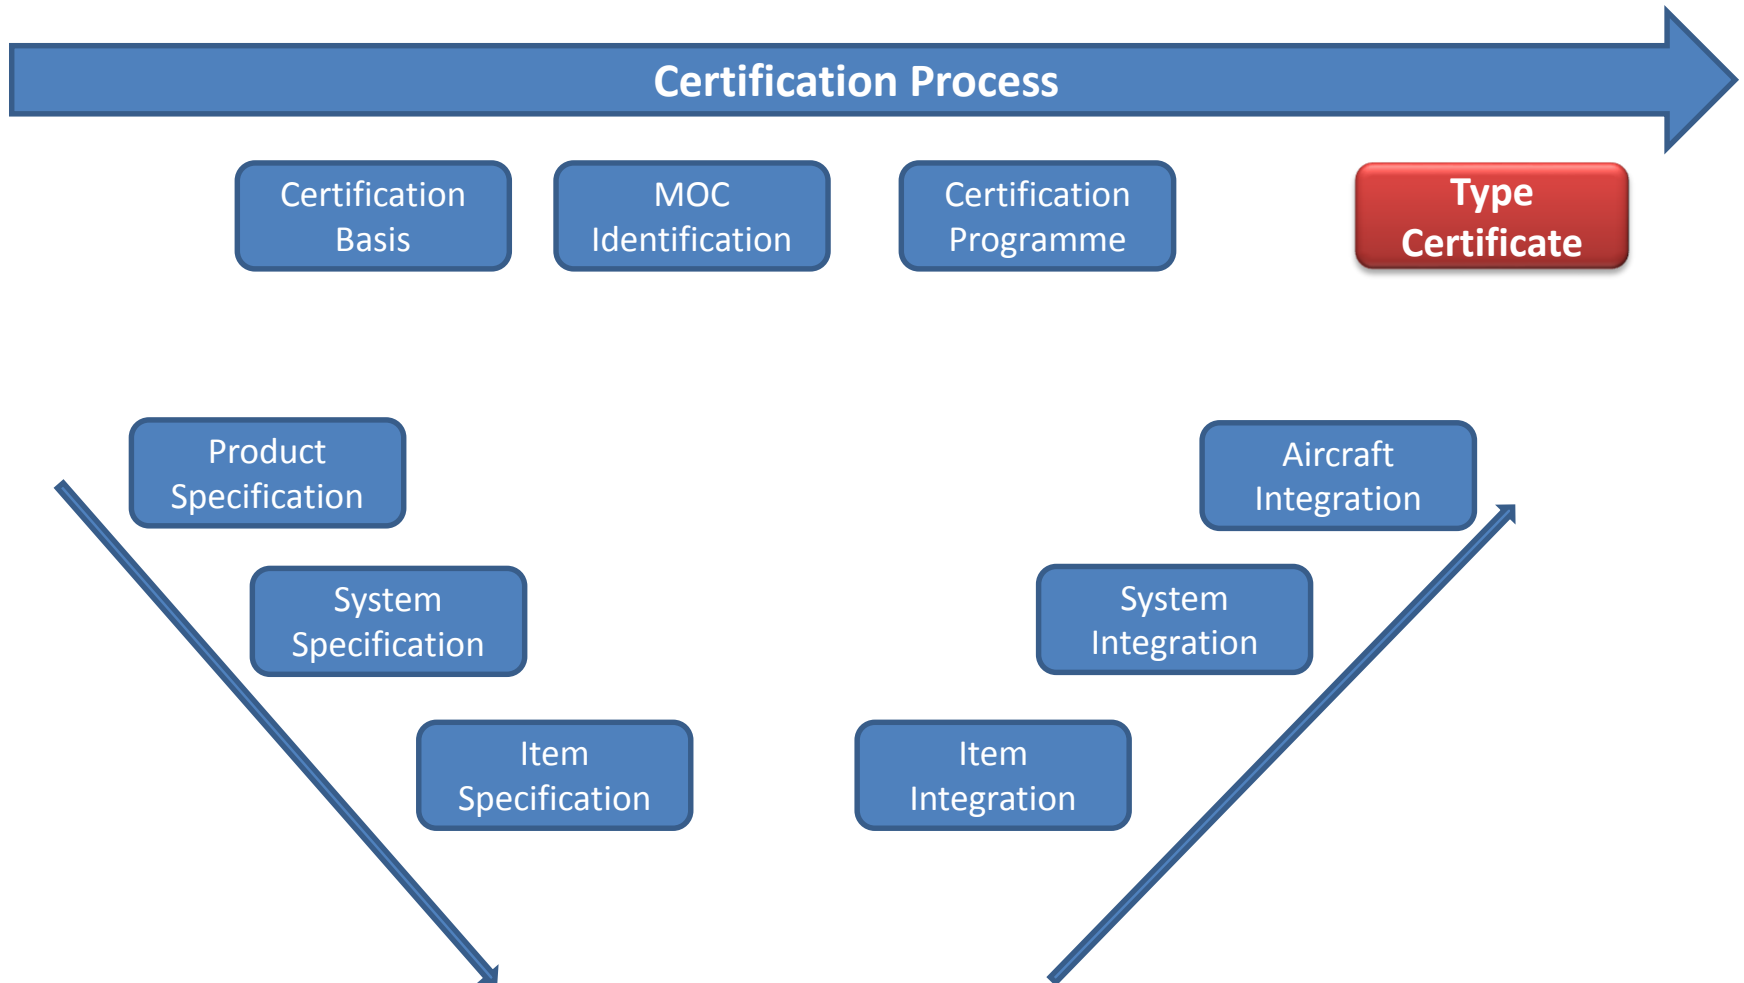 Certification Process
Certification
Basis
MOC
Identification
Certification
Programme
Type
Certificate
Product
Specification
Aircraft
Integration
System
Specification
System
Integration
Item
Specification
Item
Integration